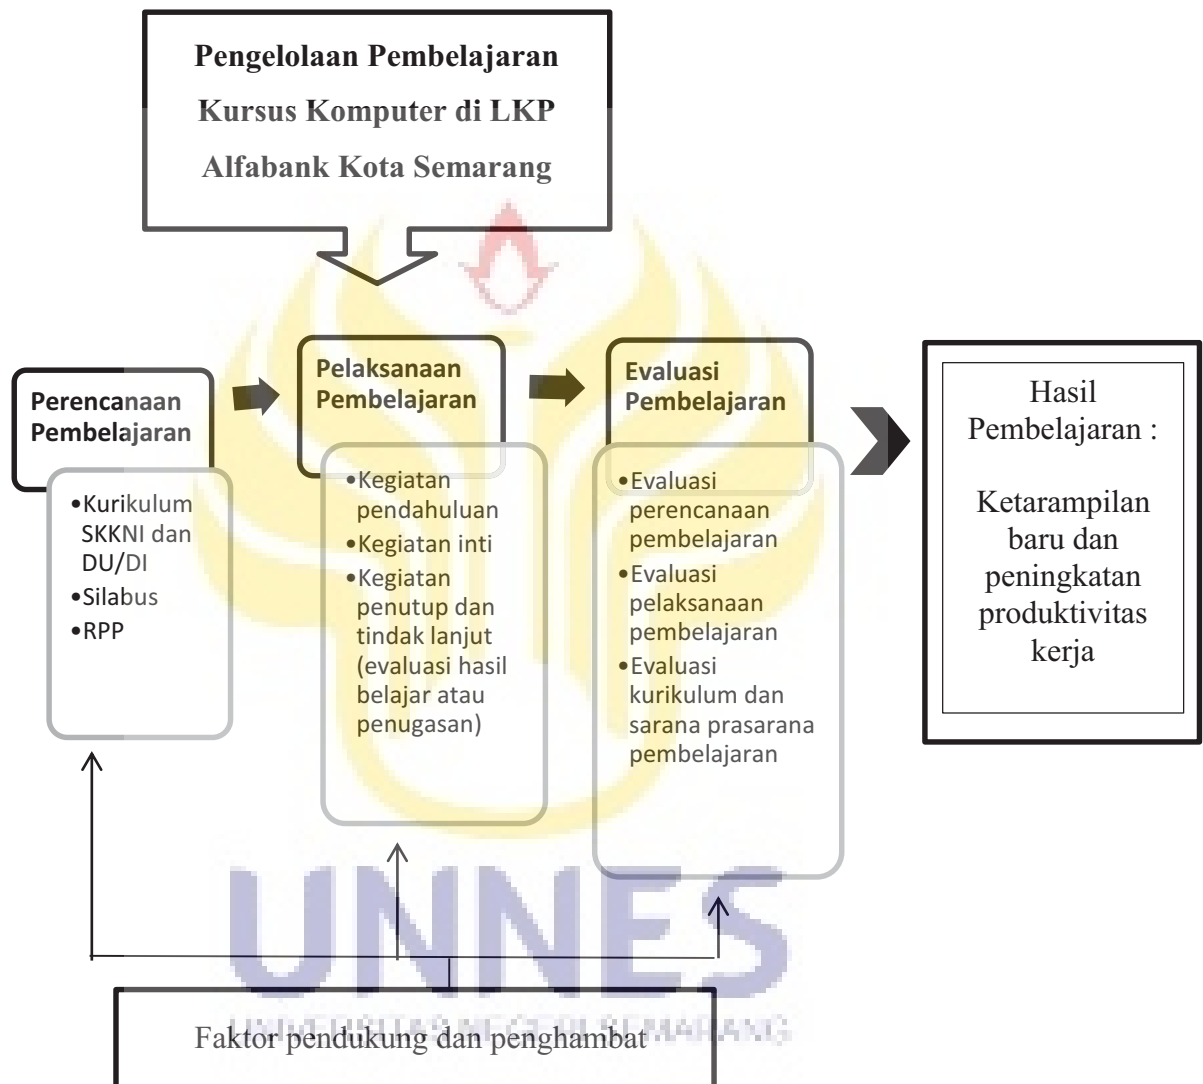 Pengelolaan Pembelajaran
Kursus Komputer di LKP
Alfabank Kota Semarang
Perencanaan
Pembelajaran
•Kurikulum
SKKNI dan
DU/DI
•Silabus
•RPP
Pelaksanaan
Pembelajaran
•Kegiatan
pendahuluan
•Kegiatan inti
•Kegiatan
penutup dan
tindak lanjut
(evaluasi hasil
belajar atau
penugasan)
Evaluasi
Pembelajaran
•Evaluasi
perencanaan
pembelajaran
•Evaluasi
pelaksanaan
pembelajaran
•Evaluasi
kurikulum dan
sarana prasarana
pembelajaran
Hasil
Pembelajaran :
Ketarampilan
baru dan
peningkatan
produktivitas
kerja
UNNES
UNIVERSITAS NEGERI SEMARANG
Faktor pendukung dan penghambat